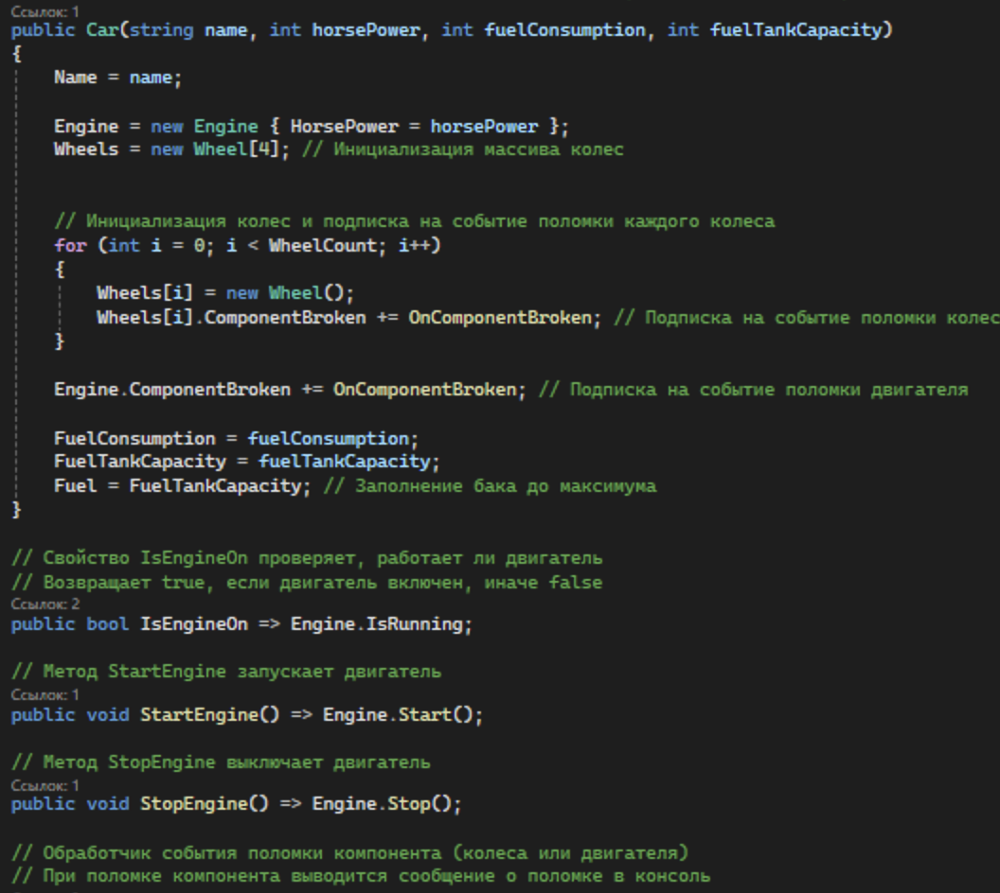 Ссылок: 1
public Car(string name, int horsePower, int fuelConsumption, int fuelTankCapacity)
{
Name = name;
Engine = new Engine { HorsePower = horsePower };
Wheels = new Wheel[4]; // Инициализация массива колес
// Инициализация колес и подписка на событие поломки каждого колеса
for (int i = 0; i < WheelCount; i++)
{
Wheels[i] = new Wheel();
Wheels[i].ComponentBroken += OnComponentBroken; // Подписка на событие поломки колес
}
Engine.ComponentBroken += OnComponentBroken; // Подписка на событие поломки двигателя
FuelConsumption = fuelConsumption;
FuelTankCapacity = fuelTankCapacity;
Fuel = FuelTankCapacity; // Заполнение бака до максимума
}
// Свойство IsEngineOn проверяет, работает ли двигатель
// Возвращает true, если двигатель включен, иначе false
Ссылок: 2
public bool IsEngineOn => Engine.IsRunning;
// Метод StartEngine запускает двигатель
Ссылок: 1
public void StartEngine() => Engine.Start();
// Метод StopEngine выключает двигатель
Ссылок: 1
public void StopEngine() => Engine.Stop();
// Обработчик события поломки компонента (колеса или двигателя)
// При поломке компонента выводится сообщение о поломке в консоль